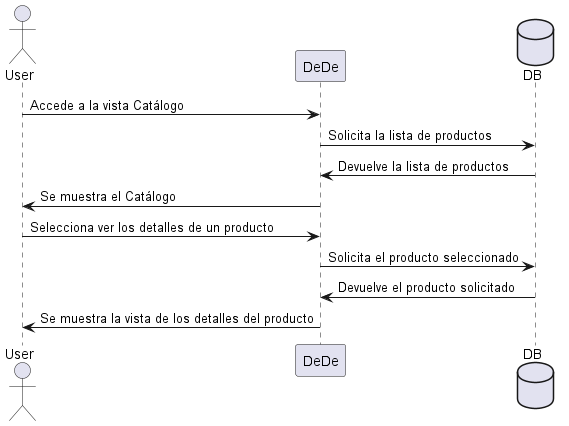 User
DeDe
DB
Accede a la vista Catálogo
Solicita la lista de productos
Devuelve la lista de productos
Se muestra el Catálogo
Selecciona ver los detalles de un producto
Solicita el producto seleccionado
Devuelve el producto solicitado
Se muestra la vista de los detalles del producto
User
DeDe
DB